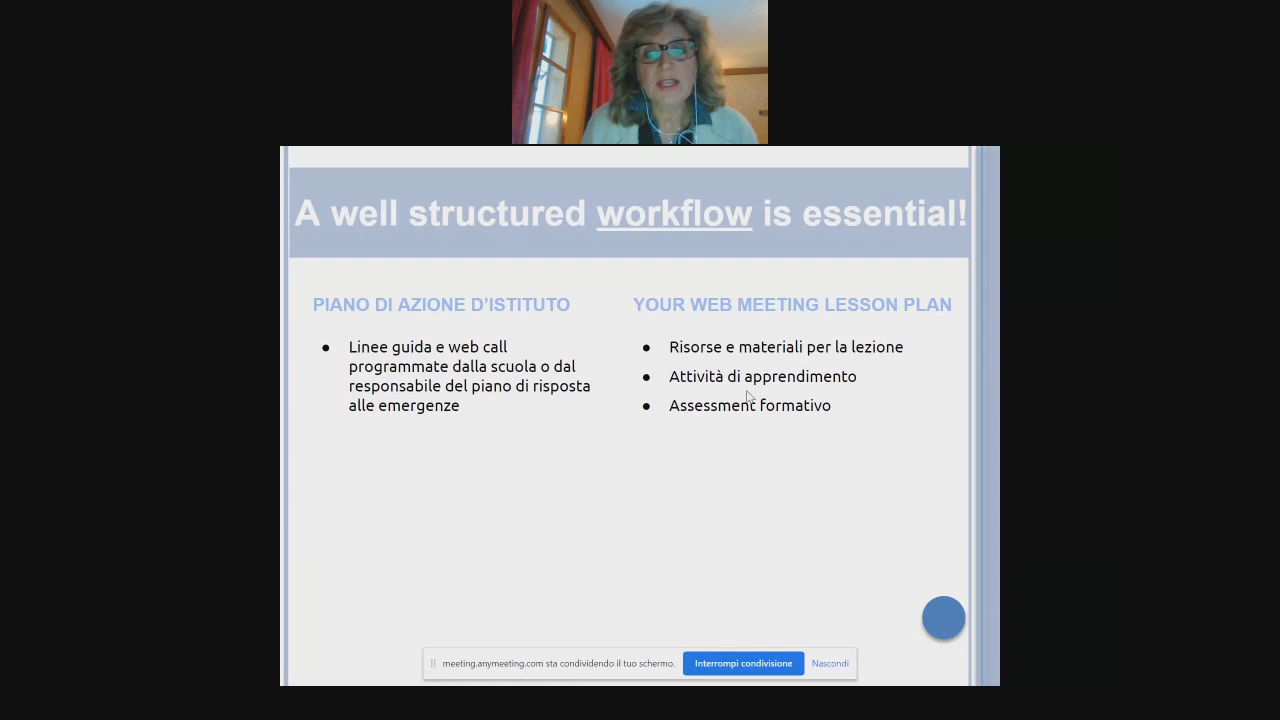 A well structured workflow is essential!
PIANO DI AZIONE D'ISTITUTO
● Linee guida e web call
programmate dalla scuola o dal
responsabile del piano di risposta
alle emergenze
YOUR WEB MEETING LESSON PLAN
● Risorse e materiali per la lezione
● Attività di apprendimento
● Assessment formativo
meeting.anymeeting.com sta condividendo il tuo schermo. Interrompi condivisione Nascondi